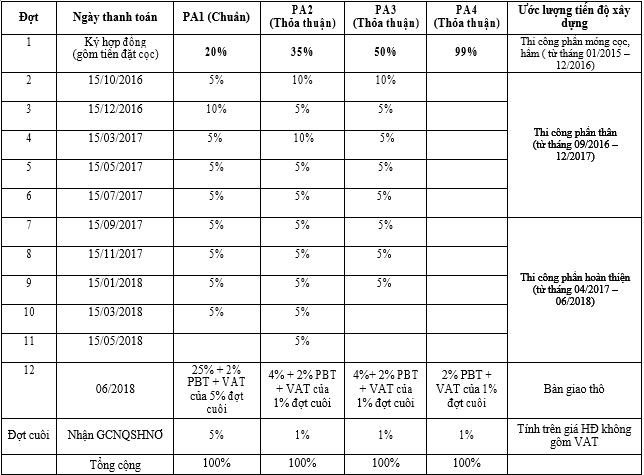 Đợt Ngày thanh toán PA1 (Chuẩn) PA2 (Thỏa thuận) PA3 (Thỏa thuận) PA4 (Thỏa thuận) Ước lượng tiến độ xây dựng
1 Ký hợp đồng (gồm tiền đặt cọc) 20% 35% 50% 99% Thi công phần móng cọc, hầm ( từ tháng 01/2015 – 12/2016)
2 15/10/2016 5% 10% 10%
3 15/12/2016 10% 5% 5%
4 15/03/2017 5% 10% 5% Thi công phần thân (từ tháng 09/2016 – 12/2017)
5 15/05/2017 5% 5% 5%
6 15/07/2017 5% 5% 5%
7 15/09/2017 5% 5% 5%
8 15/11/2017 5% 5% 5%
9 15/01/2018 5% 5% 5% Thi công phần hoàn thiện (từ tháng 04/2017 – 06/2018)
10 15/03/2018 5% 5%
11 15/05/2018 5%
12 06/2018 25% + 2% PBT + VAT của 5% đợt cuối 4% + 2% PBT + VAT của 1% đợt cuối 4%+ 2% PBT + VAT của 1% đợt cuối 2% PBT + VAT của 1% đợt cuối Bàn giao thô
Đợt cuối Nhận GCNQSHNƠ 5% 1% 1% 1% Tính trên giá HĐ không gồm VAT
Tổng cộng 100% 100% 100% 100%